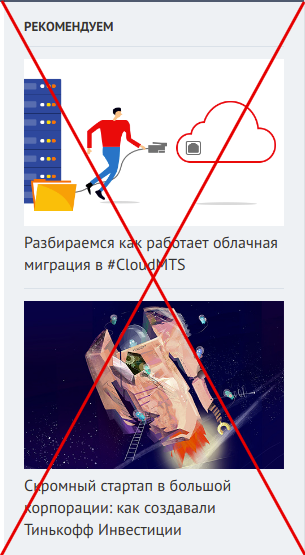 РЕКОМЕНДУЕМ
Разбираемся как работает облачная
миграция в #CloudMTS
Скромный стартап в большой
корпорации: как создавали
Тинькофф Инвестиции